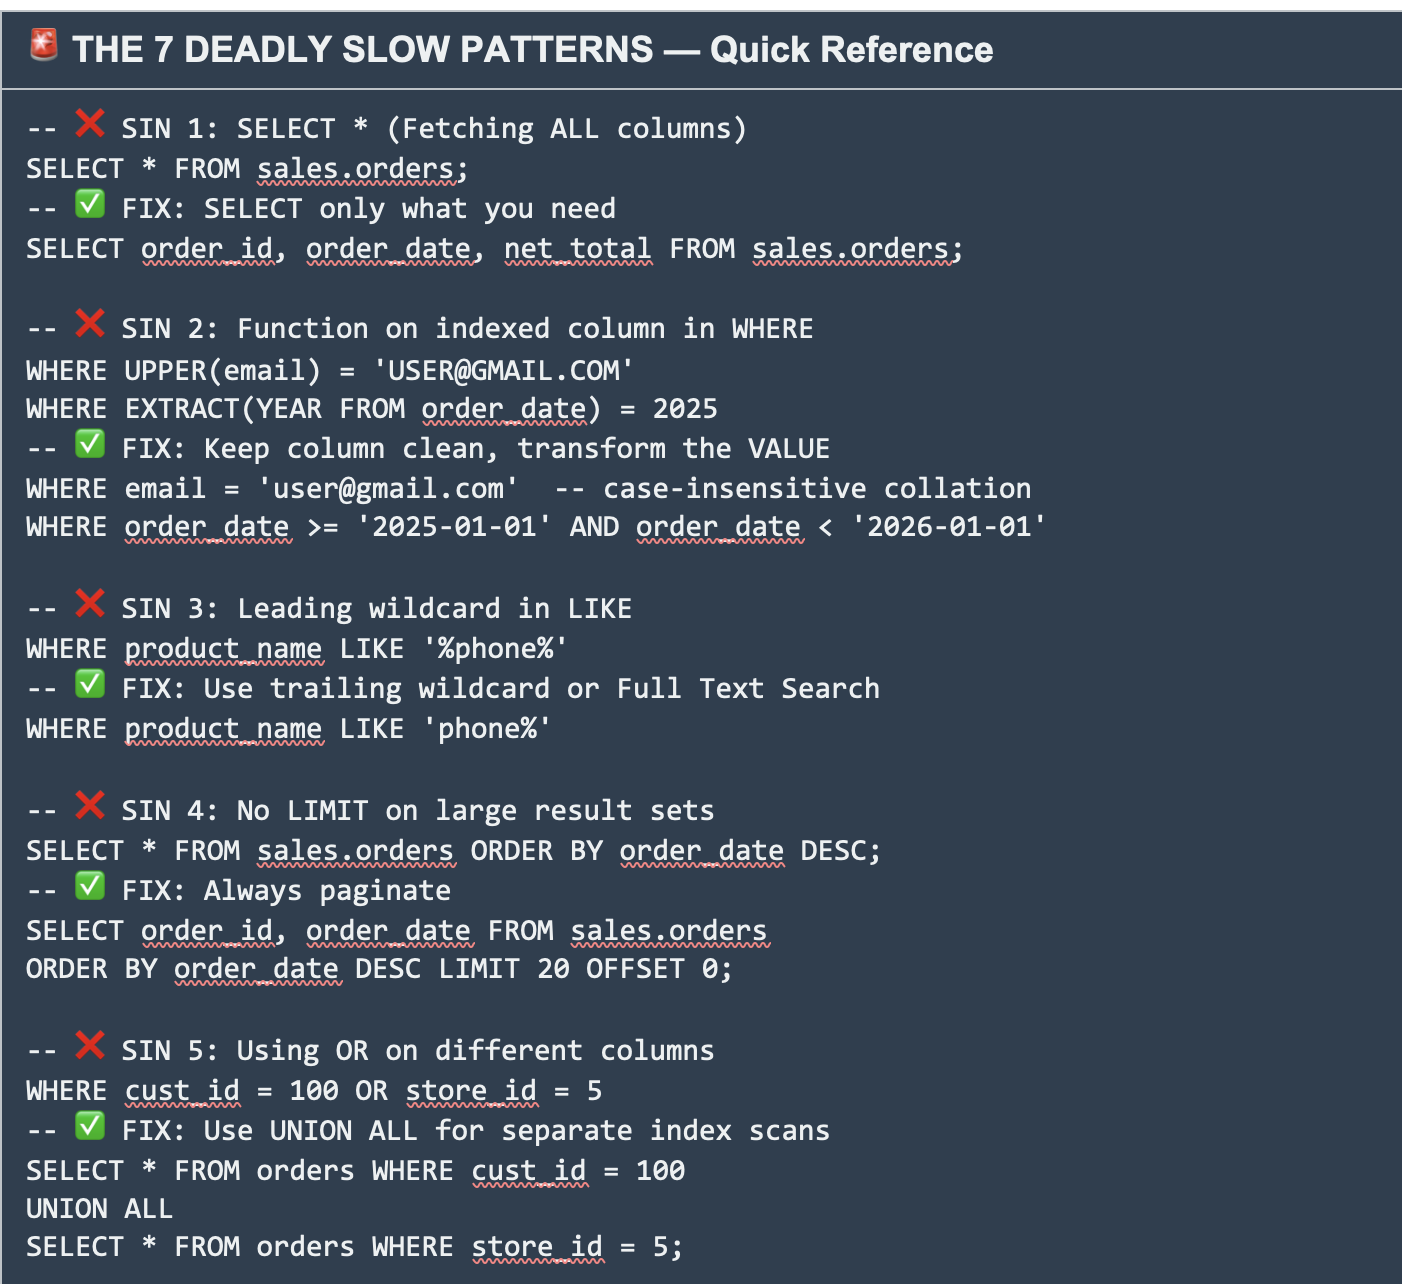 🚨 THE 7 DEADLY SLOW PATTERNS — Quick Reference
-- ❌ SIN 1: SELECT * (Fetching ALL columns)
SELECT * FROM sales.orders;
-- ✅ FIX: SELECT only what you need
SELECT order_id, order_date, net_total FROM sales.orders;
-- ❌ SIN 2: Function on indexed column in WHERE
WHERE UPPER(email) = 'USER@GMAIL.COM'
WHERE EXTRACT(YEAR FROM order_date) = 2025
-- ✅ FIX: Keep column clean, transform the VALUE
WHERE email = 'user@gmail.com'  -- case-insensitive collation
WHERE order_date >= '2025-01-01' AND order_date < '2026-01-01'
-- ❌ SIN 3: Leading wildcard in LIKE
WHERE product_name LIKE '%phone%'
-- ✅ FIX: Use trailing wildcard or Full Text Search
WHERE product_name LIKE 'phone%'
-- ❌ SIN 4: No LIMIT on large result sets
SELECT * FROM sales.orders ORDER BY order_date DESC;
-- ✅ FIX: Always paginate
SELECT order_id, order_date FROM sales.orders
ORDER BY order_date DESC LIMIT 20 OFFSET 0;
-- ❌ SIN 5: Using OR on different columns
WHERE cust_id = 100 OR store_id = 5
-- ✅ FIX: Use UNION ALL for separate index scans
SELECT * FROM orders WHERE cust_id = 100
UNION ALL
SELECT * FROM orders WHERE store_id = 5;